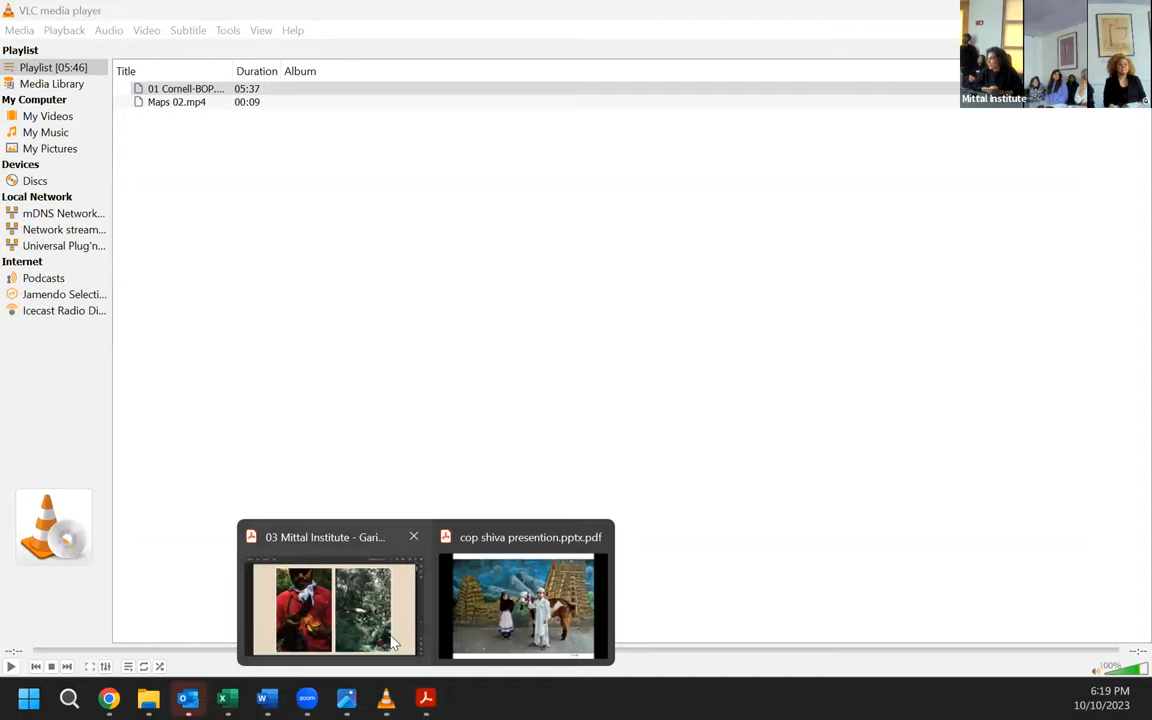 VLC media player
Media Playback Audio Video Subtitle Tools View Help
Playlist
Playlist [05:46]
Media Library
My Computer
My Videos
My Music
My Pictures
Devices
Discs
Local Network
mDNS Network...
Network stream...
Universal Plug'n...
Internet
Podcasts
Jamendo Selecti...
Icecast Radio Di...
Title Duration Album
01 Cornell-BOP.... 05:37
Maps 02.mp4 00:09
Mittal Institute
03 Mittal Institute - Gari...
cop shiva presention.pptx.pdf
--:--
--:--
100%
6:19 PM
10/10/2023